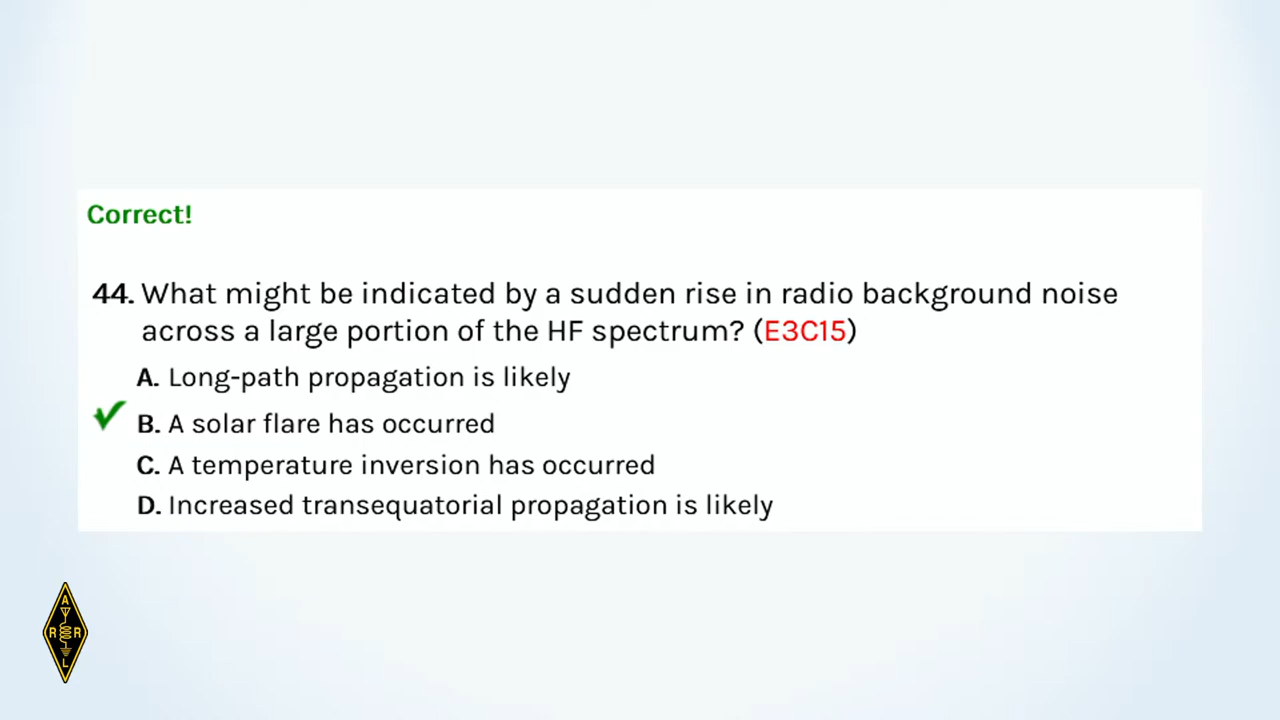 Correct!
44. What might be indicated by a sudden rise in radio background noise
across a large portion of the HF spectrum? (E3C15)
A. Long-path propagation is likely
B. A solar flare has occurred
C. A temperature inversion has occurred
D. Increased transequatorial propagation is likely
A
R R
L